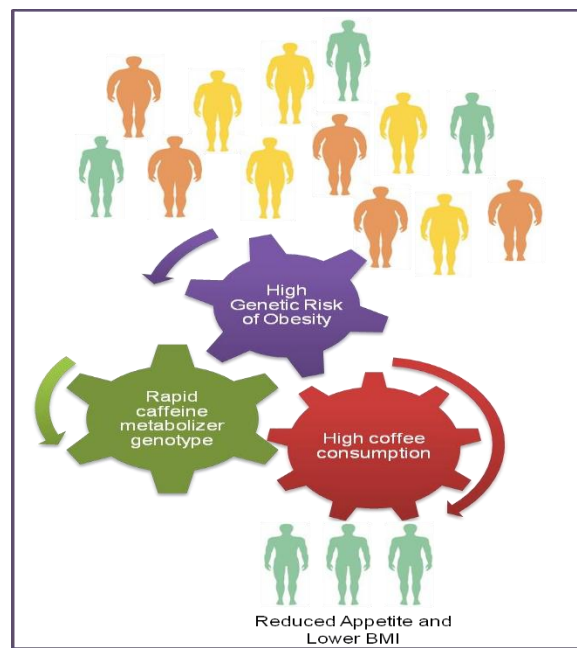 High
Genetic Risk
of Obesity
Rapid
caffeine
metabolizer
genotype
High coffee
consumption
Reduced Appetite and
Lower BMI